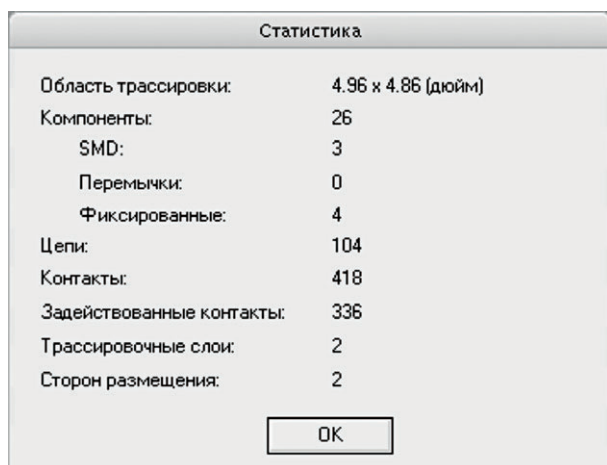 Статистика
Область трассировки: 4.96 x 4.86 (дюйм)
Компоненты: 26
SMD: 3
Перемычки: 0
Фиксированные: 4
Цепи: 104
Контакты: 418
Задействованные контакты: 336
Трассировочные слои: 2
Сторон размещения: 2
OK